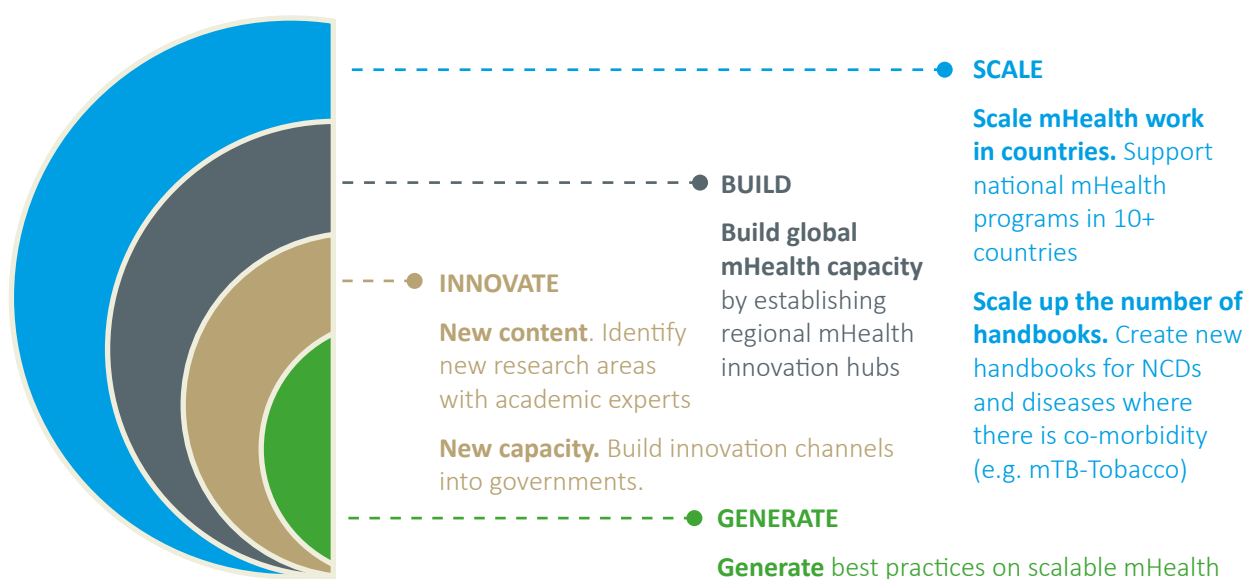 SCALE
Scale mHealth work
in countries. Support
national mHealth
programs in 10+
countries
Scale up the number of
handbooks. Create new
handbooks for NCDs
and diseases where
there is co-morbidity
(e.g. mTB-Tobacco)
BUILD
Build global
mHealth capacity
by establishing
regional mHealth
innovation hubs
INNOVATE
New content. Identify
new research areas
with academic experts
New capacity. Build innovation channels
into governments.
GENERATE
Generate best practices on scalable mHealth